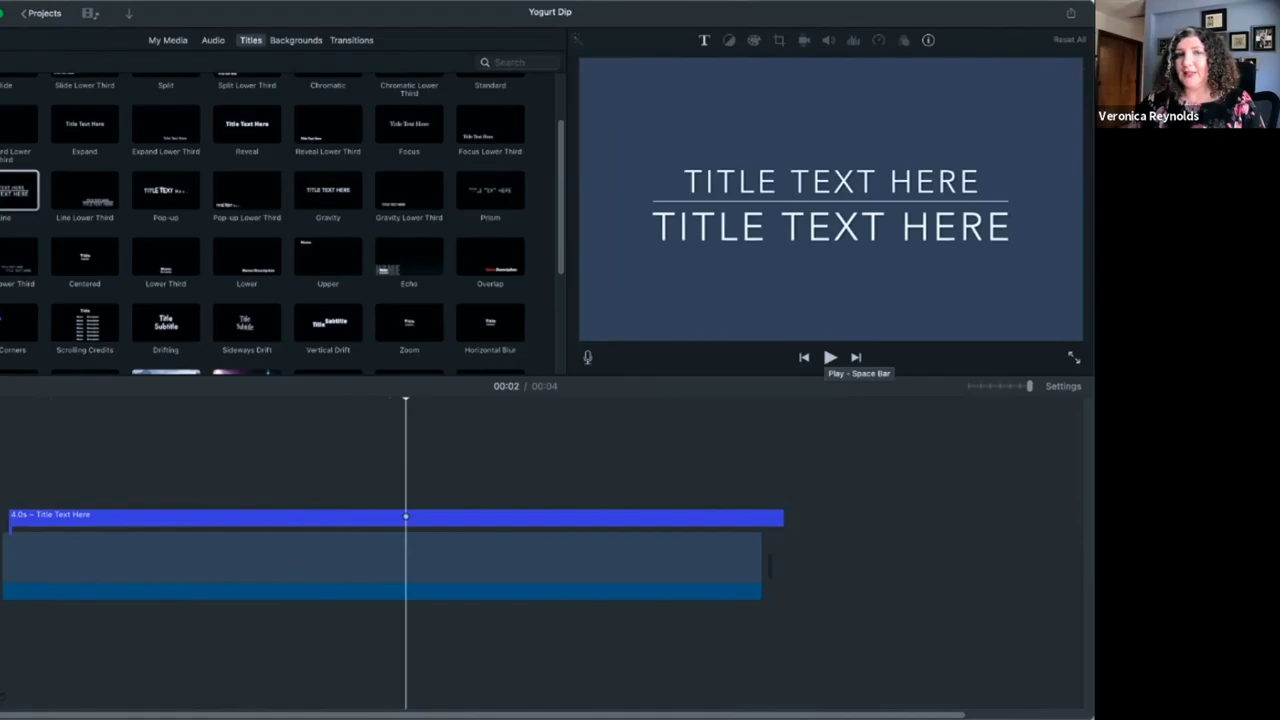 Projects
Yogurt Dip
My Media
Audio
Titles
Backgrounds
Transitions
Reset All
Search
Slide Lower Third
Split
Split Lower Third
Chromatic
Chromatic Lower
Third
Standard
Title Text Here
Title Text Here
Title Text Here
Expand
Expand Lower Third
Reveal
Reveal Lower Third
Focus
Focus Lower Third
TITLE TEXT HERE
TITLE TEXT HERE
TITLE TEXT HERE
Line Lower Third
Pop-up
Pop-up Lower Third
Gravity
Gravity Lower Third
Prism
Centered
Lower Third
Lower
Upper
Echo
Overlap
Title
Subtitle
Title
Subtitle
Title Subtitle
Corners
Scrolling Credits
Drifting
Sideways Drift
Vertical Drift
Zoom
Horizontal Blur
TITLE TEXT HERE
TITLE TEXT HERE
Play - Space Bar
00:02 / 00:04
Settings
4.0s – Title Text Here
Veronica Reynolds